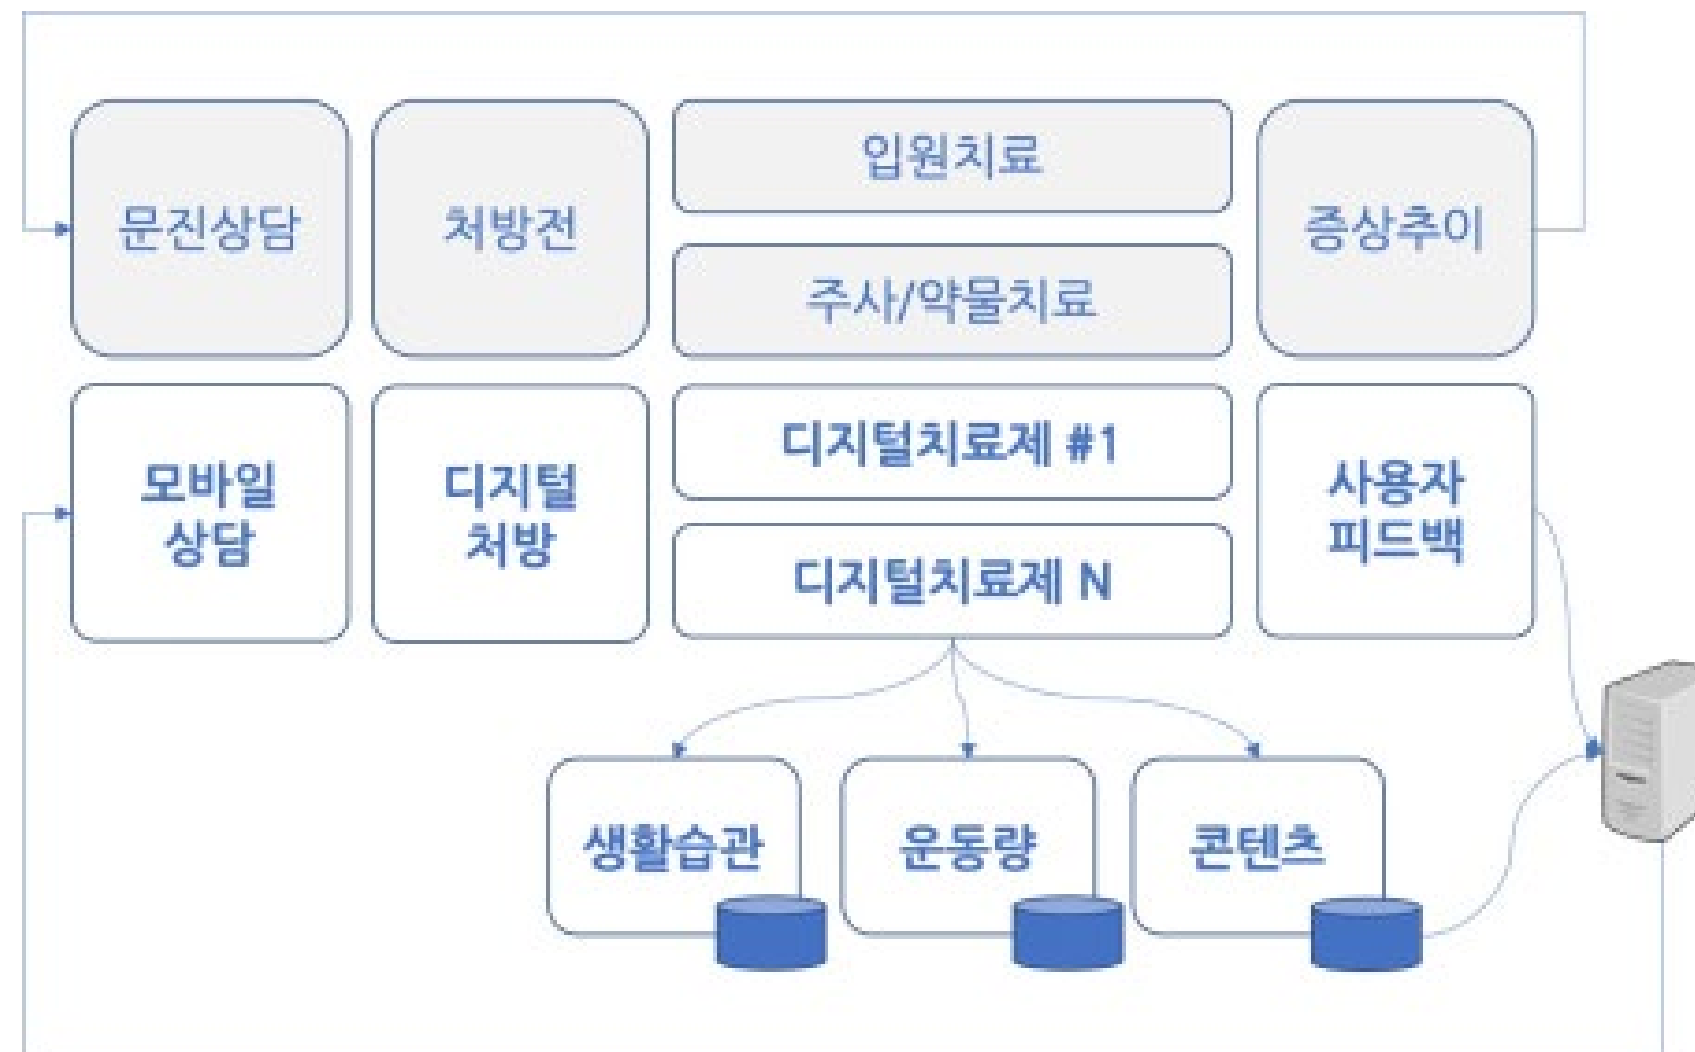 문진상담
처방전
입원치료
주사/약물치료
증상추이
모바일
상담
디지털
처방
디지털치료제 #1
디지털치료제 N
사용자
피드백
생활습관
운동량
콘텐츠